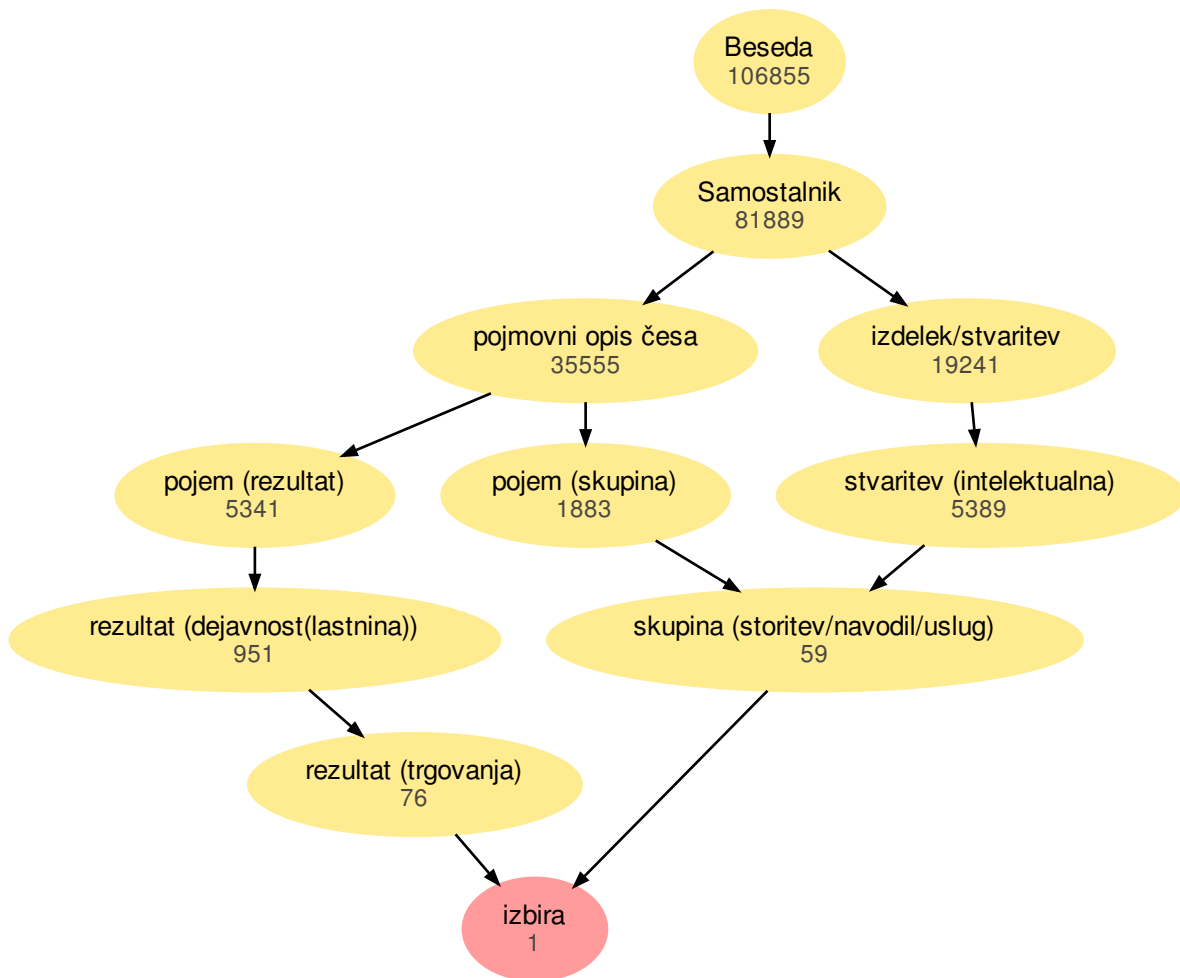 Beseda
106855
Samostalnik
81889
pojmovni opis česa
35555
izdelek/stvaritev
19241
pojem (rezultat)
5341
pojem (skupina)
1883
stvaritev (intelektualna)
5389
rezultat (dejavnost(lastnina))
951
skupina (storitev/navodil/uslug)
59
rezultat (trgovanja)
76
izbira
1